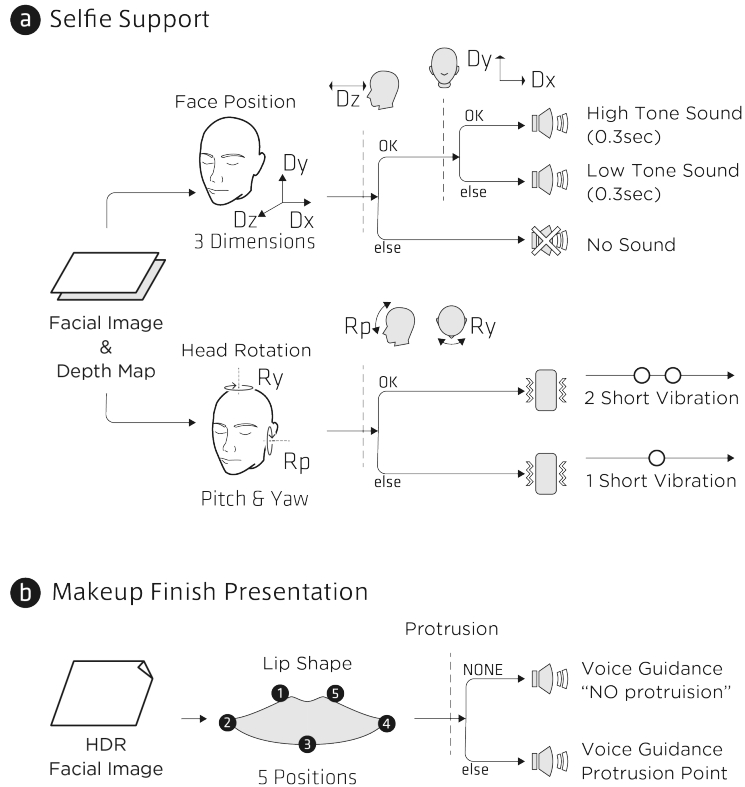 a Selfie Support
Dy
Dx
Dz
Face Position
Dy
Dz
Dx
3 Dimensions
OK
else
OK
else
High Tone Sound
(0.3sec)
Low Tone Sound
(0.3sec)
No Sound
Facial Image
&
Depth Map
Head Rotation
Ry
Rp
Pitch & Yaw
Rp
Ry
OK
else
2 Short Vibration
1 Short Vibration
b Makeup Finish Presentation
HDR
Facial Image
Lip Shape
1
5
2
4
3
5 Positions
Protrusion
NONE
else
Voice Guidance
“NO protruision”
Voice Guidance
Protrusion Point